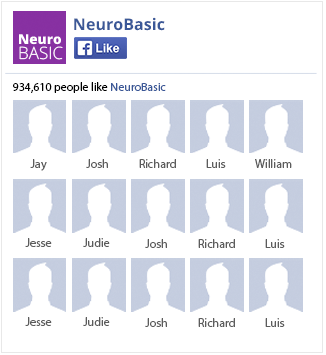 Neuro
BASIC
NeuroBasic
Like
934,610 people like NeuroBasic
Jay Josh Richard Luis William
Jesse Judie Josh Richard Luis
Jesse Judie Josh Richard Luis